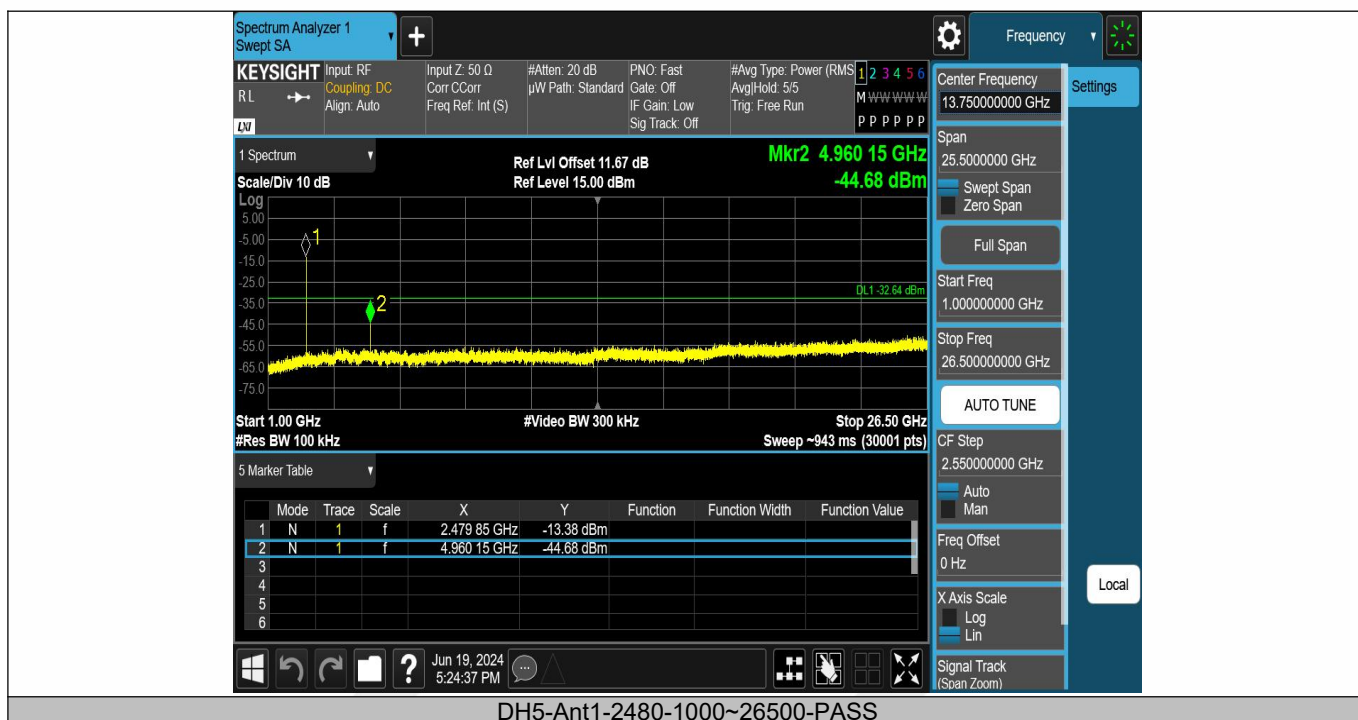 Spectrum Analyzer 1
Swept SA
+
Frequency
KEYSIGHT
RL
LXI
Input: RF
Coupling: DC
Align: Auto
Input Z: 50 Ω
Corr CCorr
Freq Ref: Int (S)
#Atten: 20 dB
µW Path: Standard
PNO: Fast
Gate: Off
IF Gain: Low
Sig Track: Off
#Avg Type: Power (RMS
Avg|Hold: 5/5
Trig: Free Run
1 2 3 4 5 6
M W W W W W
P P P P P P
1 Spectrum
Scale/Div 10 dB
Ref Lvl Offset 11.67 dB
Ref Level 15.00 dBm
Mkr2 4.960 15 GHz
-44.68 dBm
Log
5.00
-5.00
-15.0
-25.0
-35.0
-45.0
-55.0
-65.0
-75.0
1
2
DL1 -32.64 dBm
Start 1.00 GHz
#Video BW 300 kHz
Stop 26.50 GHz
#Res BW 100 kHz
Sweep ~943 ms (30001 pts)
5 Marker Table
Mode Trace Scale X Y Function Function Width Function Value
1 N 1 f 2.479 85 GHz -13.38 dBm
2 N 1 f 4.960 15 GHz -44.68 dBm
3
4
5
6
?
Jun 19, 2024
5:24:37 PM
Center Frequency
13.750000000 GHz
Settings
Span
25.5000000 GHz
Swept Span
Zero Span
Full Span
Start Freq
1.000000000 GHz
Stop Freq
26.50000000 GHz
AUTO TUNE
CF Step
2.550000000 GHz
Auto
Man
Freq Offset
0 Hz
X Axis Scale
Log
Lin
Signal Track
(Span Zoom)
Local
DH5-Ant1-2480-1000~26500-PASS